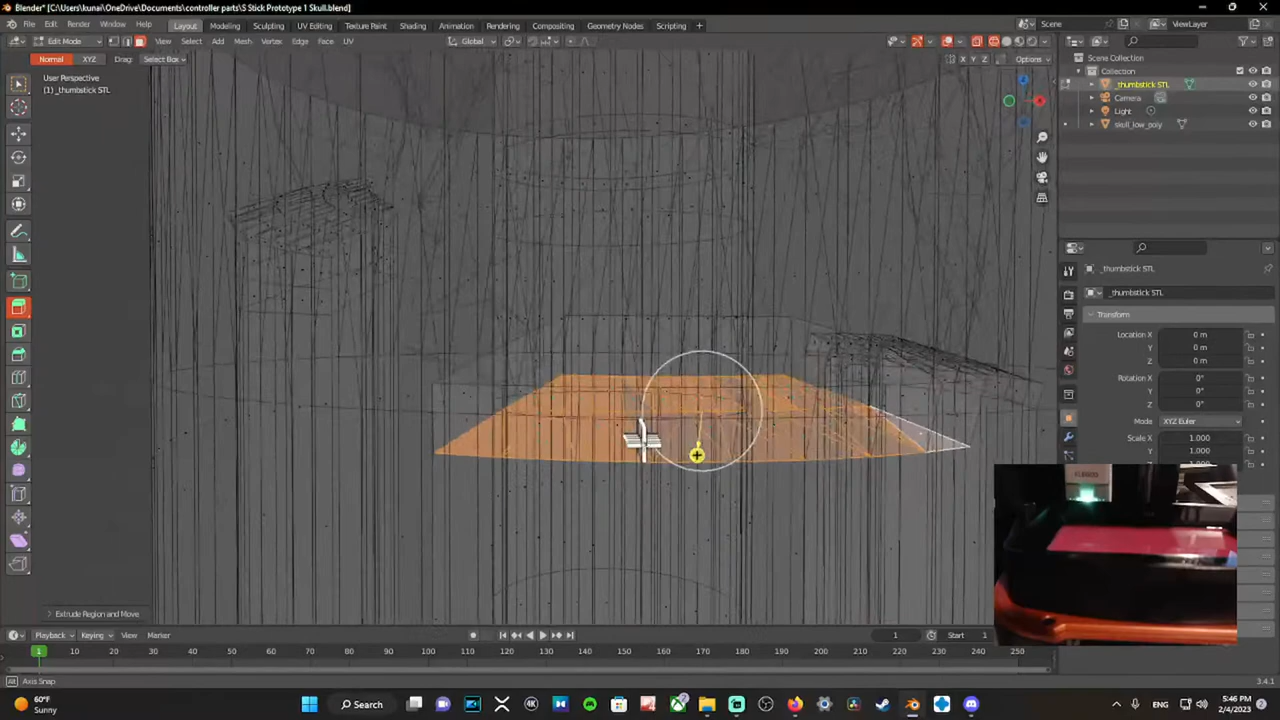 Blender* [C:\Users\kunai\OneDrive\Documents\controller parts\S Stick Prototype 1 Skull.blend]
File Edit Render Window Help Layout Modeling Sculpting UV Editing Texture Paint Shading Animation Rendering Compositing Geometry Nodes Scripting + Scene ViewLayer
Edit Mode View Select Add Mesh Vertex Edge Face UV Global
Normal XYZ Drag: Select Box X Y Z Options
User Perspective
(1) _thumbstick STL
Scene Collection
Collection
_thumbstick STL
Camera
Light
skull_low_poly
_thumbstick STL
_thumbstick STL
Transform
Location X 0 m
Y 0 m
Z 0 m
Rotation X 0°
Y 0°
Z 0°
Mode XYZ Euler
Scale X 1.000
Y 1.000
Extrude Region and Move
Playback Keying View Marker 1 Start 1
1 10 20 30 40 50 60 70 80 90 100 110 120 130 140 150 160 170 180 190 200 210 220 230 240 250
Alt Axis Snap 3.4.1
60°F
Sunny
Search
ENG
5:46 PM
2/4/2023